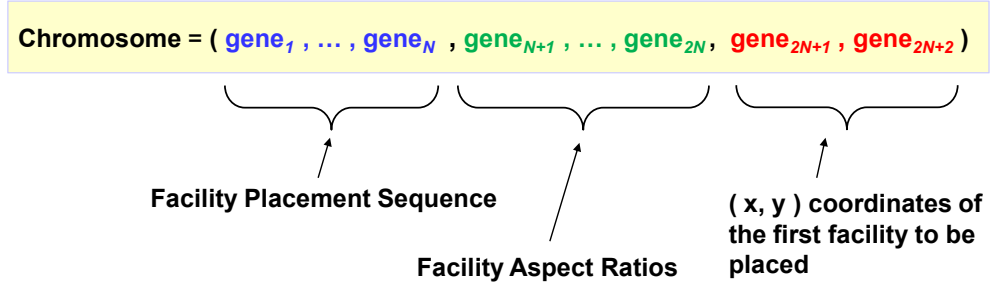 Chromosome = ( gene1 , … , geneN , geneN+1 , … , gene2N, gene2N+1 , gene2N+2 )
Facility Placement Sequence
( x, y ) coordinates of
the first facility to be
placed
Facility Aspect Ratios